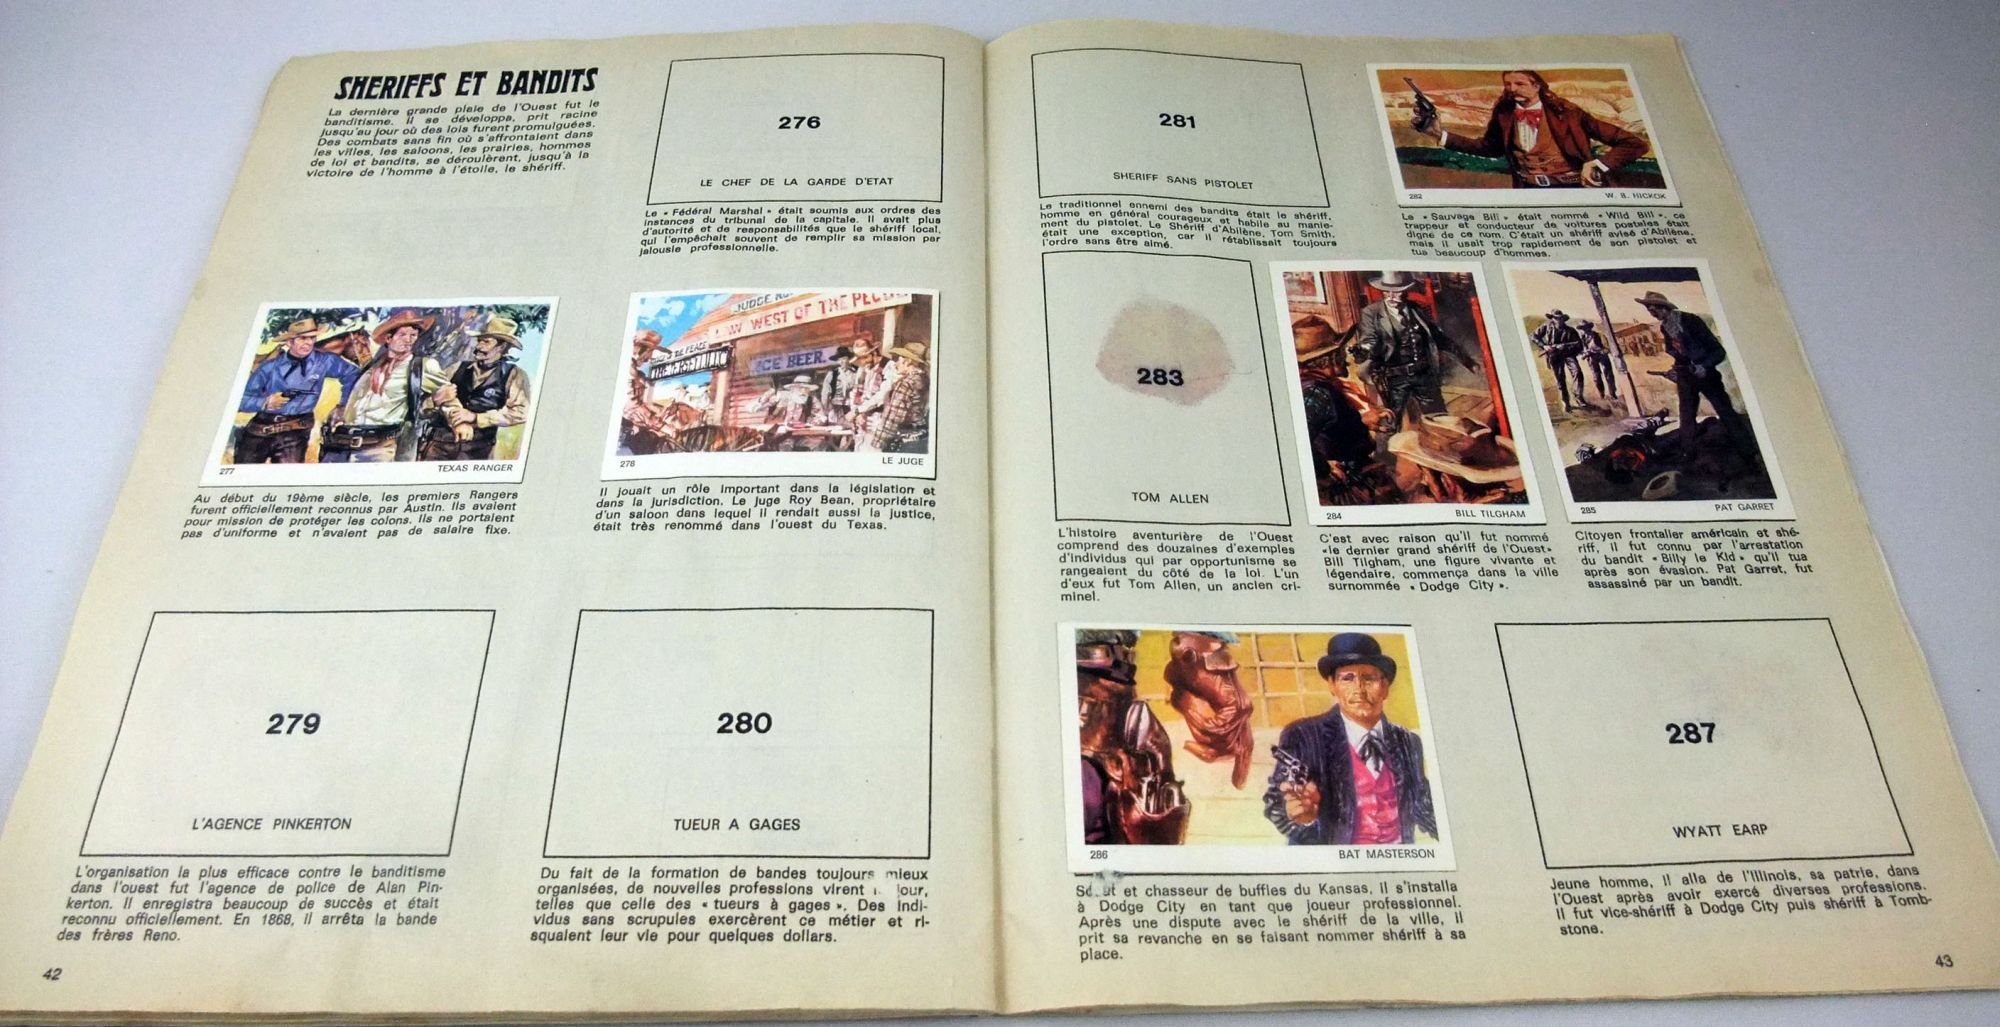 SHERIFFS ET BANDITS
La dernière grande plaie de l'Ouest fut le
banditisme. Il se développa, prit racine
jusqu'au jour où des lois furent promulguées.
Des combats sans fin où s'affrontaient dans
les villes, les saloons, les prairies, hommes
de loi et bandits, se déroulèrent, jusqu'à la
victoire de l'homme à l'étoile, le shérif.
276
LE CHEF DE LA GARDE D'ETAT
Le « Fédéral Marshal » était soumis aux ordres des
instances du tribunal de la capitale. Il avait plus
d'autorité et de responsabilités que le shérif local,
qui l'empêchait souvent de remplir sa mission par
jalousie professionnelle.
277
TEXAS RANGER
Au début du 19ème siècle, les premiers Rangers
furent officiellement reconnus par Austin. Ils avaient
pour mission de protéger les colons. Ils ne portaient
pas d'uniforme et n'avaient pas de salaire fixe.
JUDGE
WEST OF THE
ICE BEER
278
LE JUGE
Il jouait un rôle important dans la législation et
dans la jurisdiction. Le Juge Roy Bean, propriétaire
d'un saloon dans lequel il rendait aussi la justice,
était très renommé dans l'ouest du Texas.
279
L'AGENCE PINKERTON
L'organisation la plus efficace contre le banditisme
dans l'ouest fut l'agence de police de Alan Pin-
kerton. Il enregistra beaucoup de succès et était
reconnu officiellement. En 1868, il arrêta la bande
des frères Reno.
280
TUEUR A GAGES
Du fait de la formation de bandes toujours mieux
organisées, de nouvelles professions virent jour,
telles que celle des « tueurs à gages ». Des indi-
vidus sans scrupules exercèrent ce métier et ri-
squaient leur vie pour quelques dollars.
42
281
SHERIFF SANS PISTOLET
Le traditionnel ennemi des bandits était le shérif,
homme en général courageux et habile au manie-
ment du pistolet. Le Shérif d'Abilène, Tom Smith,
était une exception, car il rétablissait toujours
l'ordre sans être aimé.
282
W. B. HICKOK
Le « Sauvage Bill » était nommé « Wild Bill », ce
trappeur et conducteur de voitures postales était
digne de ce nom. C'était un shérif avisé d'Abilène,
mais il usait trop rapidement de son pistolet et
tua beaucoup d'hommes.
283
TOM ALLEN
L'histoire aventurière de l'Ouest
comprend des douzaines d'exemples
d'individus qui par opportunisme se
rangeaient du côté de la loi. L'un
d'eux fut Tom Allen, un ancien cri-
minel.
284
BILL TILGHAM
C'est avec raison qu'il fut nommé
«le dernier grand shérif de l'Ouest»
Bill Tilgham, une figure vivante et
légendaire, commença dans la ville
surnommée « Dodge City ».
285
PAT GARRET
Citoyen frontalier américain et shé-
riff, il fut connu par l'arrestation
du bandit « Billy le Kid » qu'il tua
après son évasion. Pat Garret, fut
assassiné par un bandit.
286
BAT MASTERSON
et chasseur de buffles du Kansas, il s'installa
à Dodge City en tant que joueur professionnel.
Après une dispute avec le shérif de la ville, il
prit sa revanche en se faisant nommer shérif à sa
place.
287
WYATT EARP
Jeune homme, il alla de l'Illinois, sa patrie, dans
l'Ouest après avoir exercé diverses professions.
Il fut vice-shérif à Dodge City puis shérif à Tomb-
stone.
43